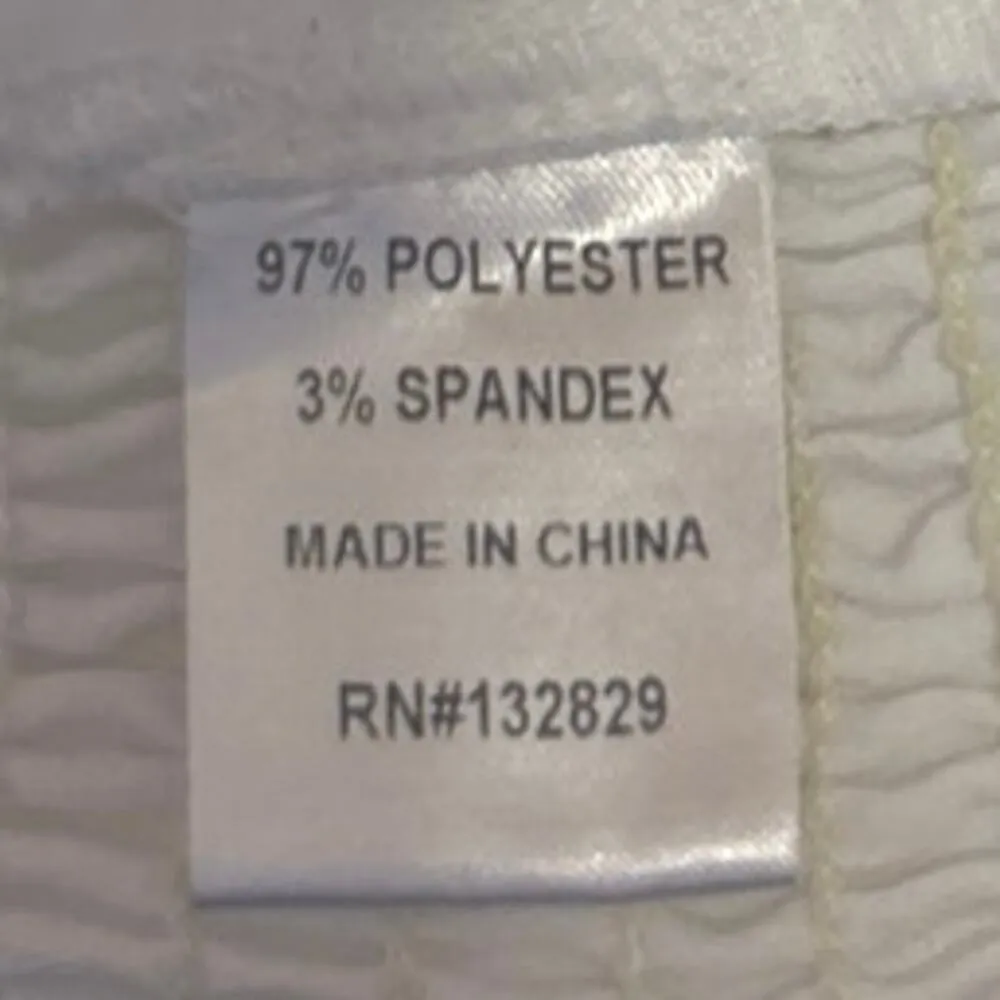 97% POLYESTER
3% SPANDEX
MADE IN CHINA
RN#132829